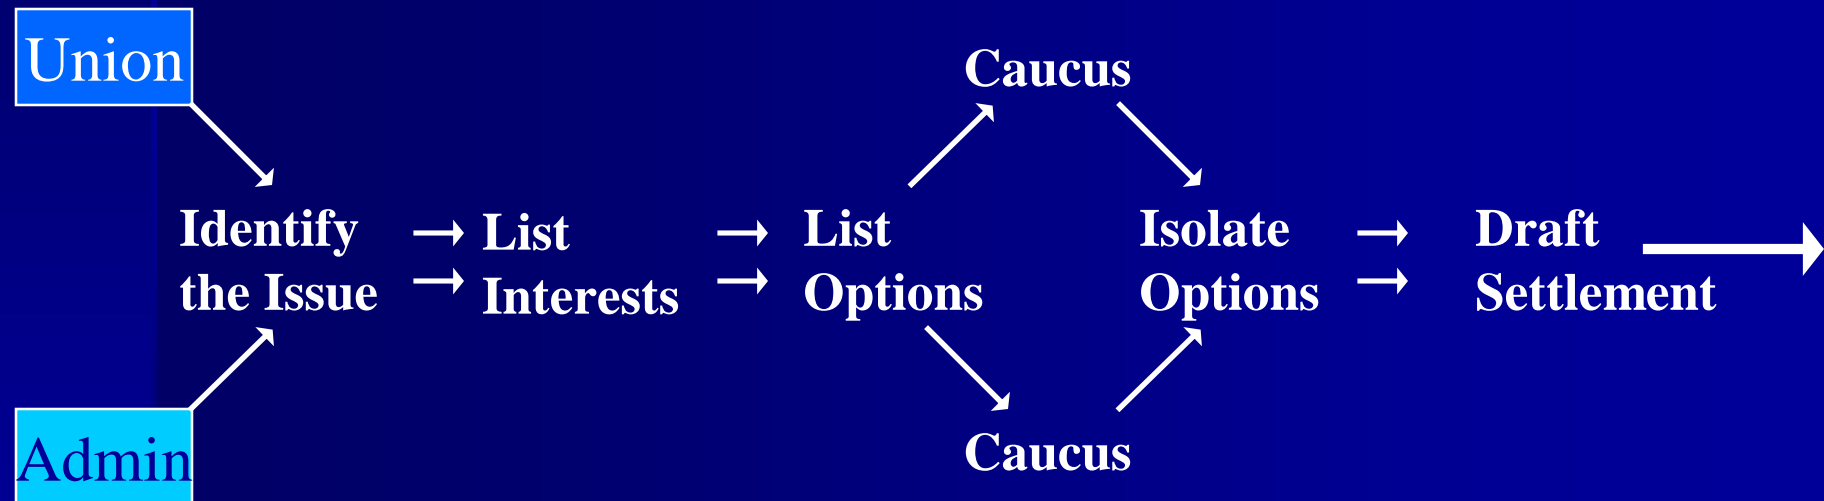 Union
Caucus
Identify
the Issue
List
Interests
List
Options
Isolate
Options
Draft
Settlement
Caucus
Admin